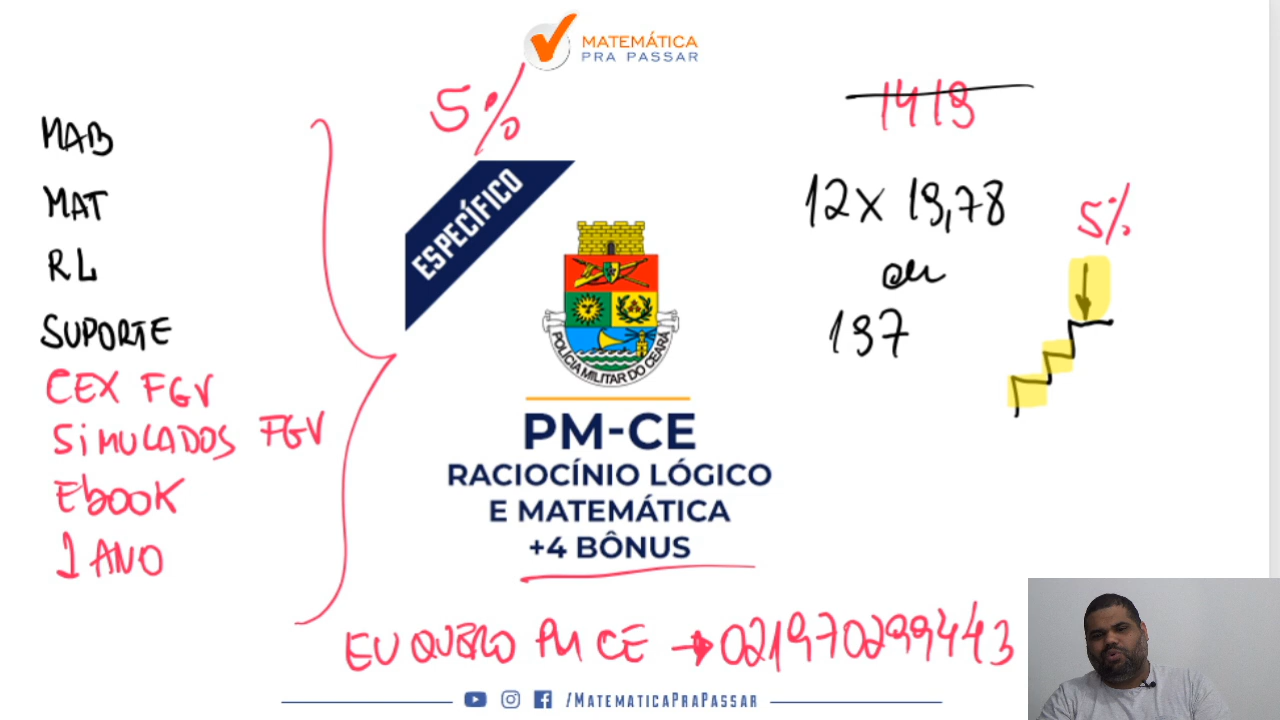 MATEMÁTICA
PRA PASSAR
5%
1419
MAB
MAT
RL
SUPORTE
CEX FGV
SIMULADOS FGV
Ebook
1 ANO
ESPECÍFICO
POLÍCIA MILITAR DO CEARÁ
PM-CE
RACIOCÍNIO LÓGICO
E MATEMÁTICA
+4 BÔNUS
12x 19,78
ou
197
5%
EU QUERO PM CE → 021970299443
/MATEMATICAPRAPASSAR